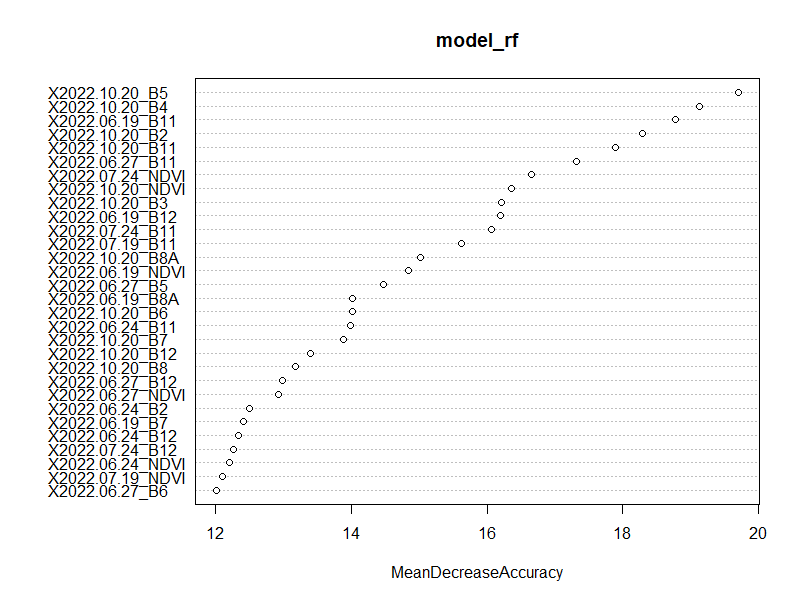 model_rf
X2022.10.20_B5
X2022.10.20_B4
X2022.06.19_B11
X2022.10.20_B2
X2022.10.20_B11
X2022.06.27_B11
X2022.07.24_NDVI
X2022.10.20_NDVI
X2022.10.20_B3
X2022.06.19_B12
X2022.07.24_B11
X2022.07.19_B11
X2022.10.20_B8A
X2022.06.19_NDVI
X2022.06.27_B5
X2022.06.19_B8A
X2022.10.20_B6
X2022.06.24_B11
X2022.10.20_B7
X2022.10.20_B12
X2022.10.20_B8
X2022.06.27_B12
X2022.06.27_NDVI
X2022.06.24_B2
X2022.06.19_B7
X2022.06.24_B12
X2022.07.24_B12
X2022.06.24_NDVI
X2022.07.19_NDVI
X2022.06.27_B6
12 14 16 18 20
MeanDecreaseAccuracy